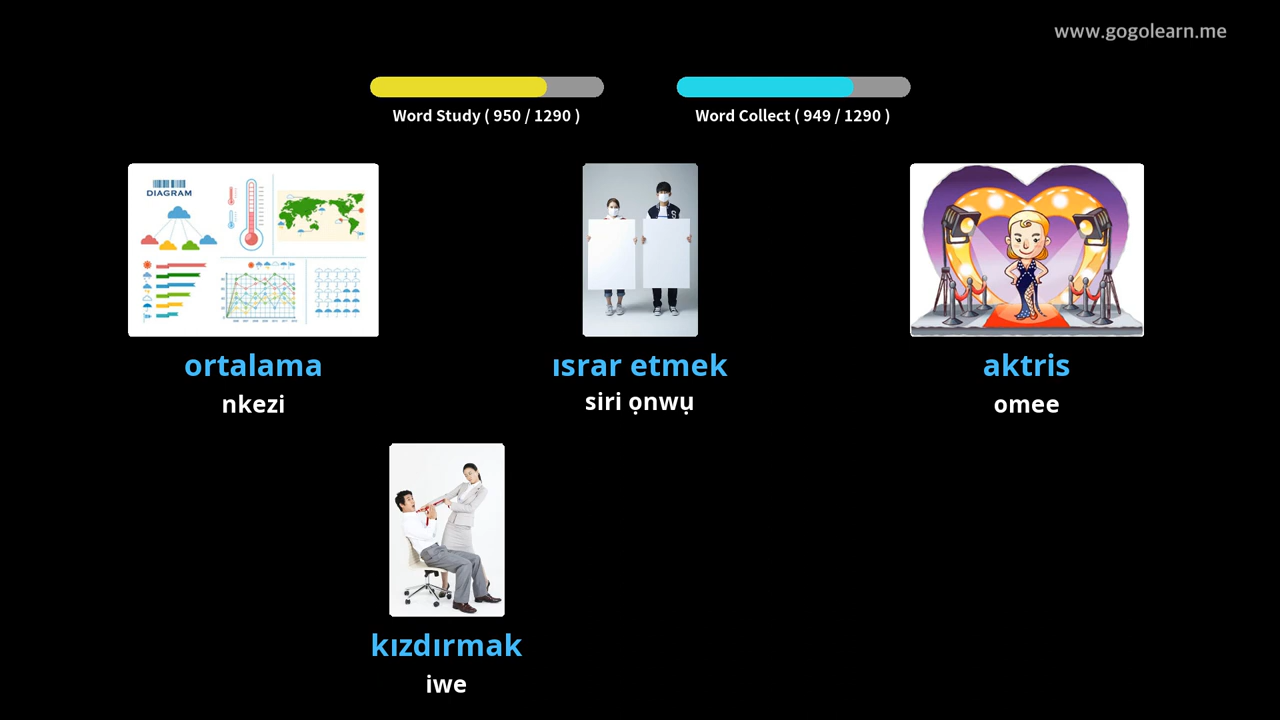 www.gogolearn.me
Word Study ( 950 / 1290 )
Word Collect ( 949 / 1290 )
DIAGRAM
ortalama
ısrar etmek
aktris
nkezi
siri ọnwụ
omee
kızdırmak
iwe